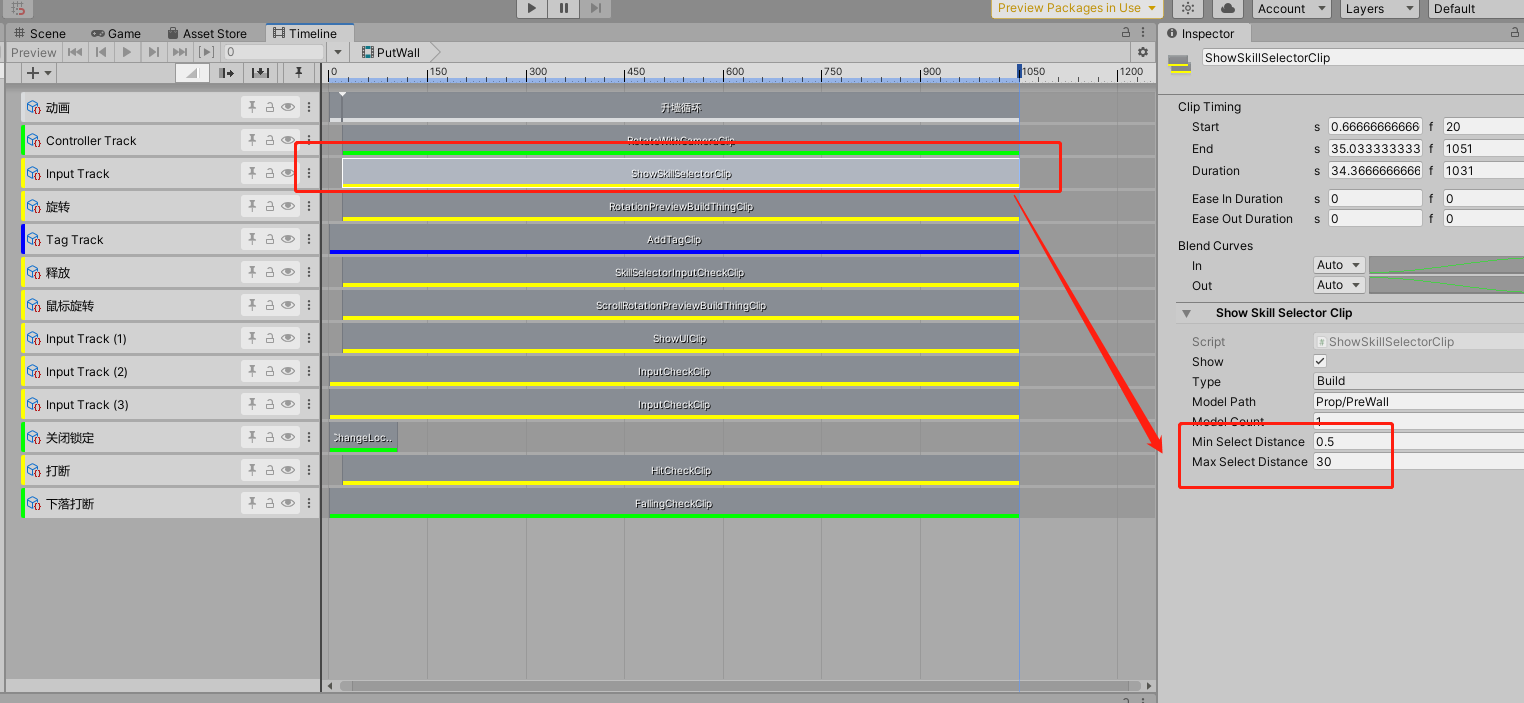 Preview Packages in Use
Account
Layers
Default
Scene
Game
Asset Store
Timeline
Inspector
Preview
0
PutWall
ShowSkillSelectorClip
0
150
300
450
600
750
900
1050
1200
动画
升墙循环
Controller Track
RotateWithCameraClip
Input Track
ShowSkillSelectorClip
旋转
RotationPreviewBuildThingClip
Tag Track
AddTagClip
释放
SkillSelectorInputCheckClip
鼠标旋转
ScrollRotationPreviewBuildThingClip
Input Track (1)
ShowUIClip
Input Track (2)
InputCheckClip
Input Track (3)
InputCheckClip
关闭锁定
ChangeLoc..
打断
HitCheckClip
下落打断
FallingCheckClip
Clip Timing
Start s 0.66666666666 f 20
End s 35.033333333 f 1051
Duration s 34.3666666666 f 1031
Ease In Duration s 0 f 0
Ease Out Duration s 0 f 0
Blend Curves
In Auto
Out Auto
Show Skill Selector Clip
Script # ShowSkillSelectorClip
Show
Type Build
Model Path Prop/PreWall
Model Count 1
Min Select Distance 0.5
Max Select Distance 30